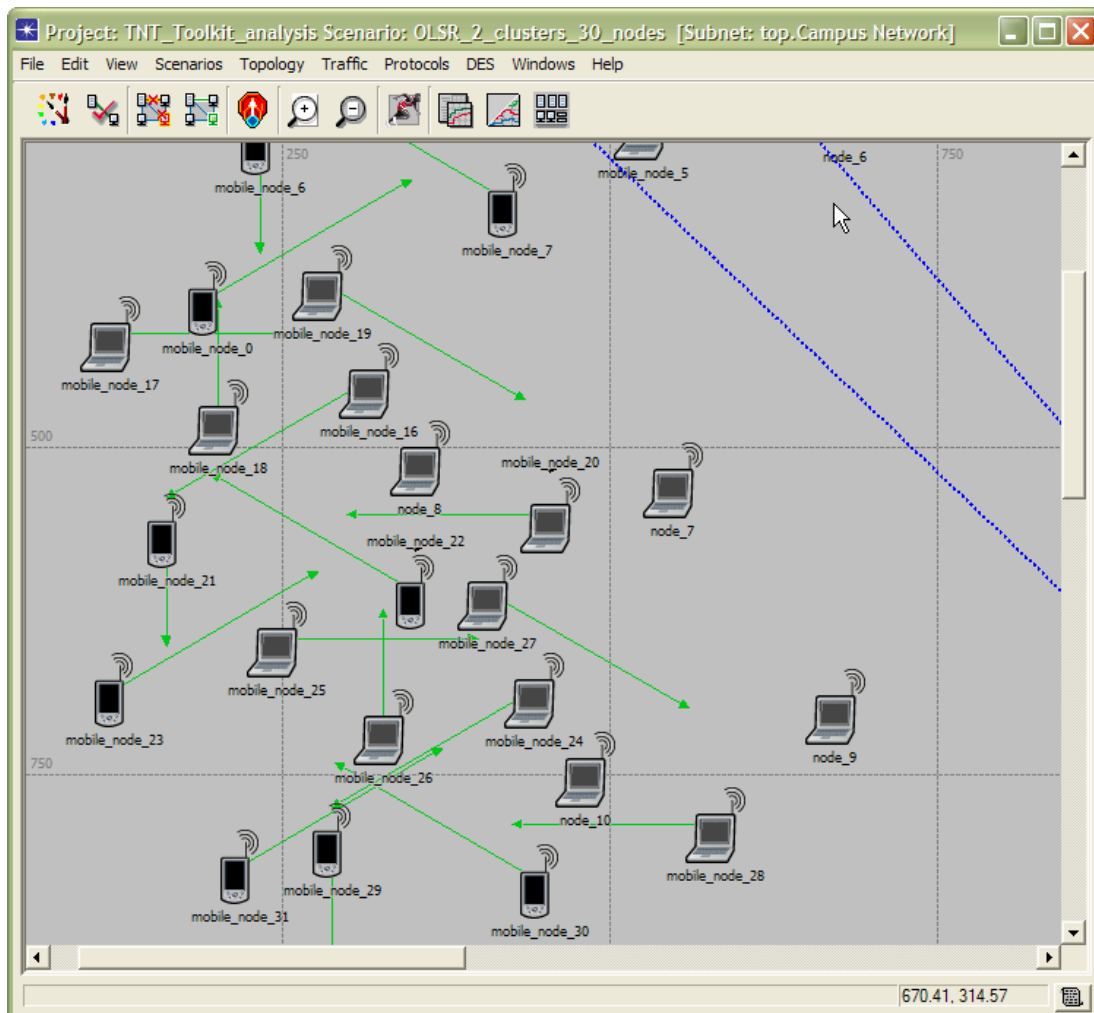 Project: TNT_Toolkit_analysis Scenario: OLSR_2_clusters_30_nodes [Subnet: top.Campus Network]
File Edit View Scenarios Topology Traffic Protocols DES Windows Help
250
750
node_6
mobile_node_5
mobile_node_6
mobile_node_7
mobile_node_19
mobile_node_0
mobile_node_17
mobile_node_16
500
mobile_node_18
mobile_node_20
node_8
node_7
mobile_node_22
mobile_node_21
mobile_node_27
mobile_node_25
mobile_node_23
mobile_node_24
node_9
mobile_node_26
750
node_10
mobile_node_28
mobile_node_29
mobile_node_31
mobile_node_30
670.41, 314.57